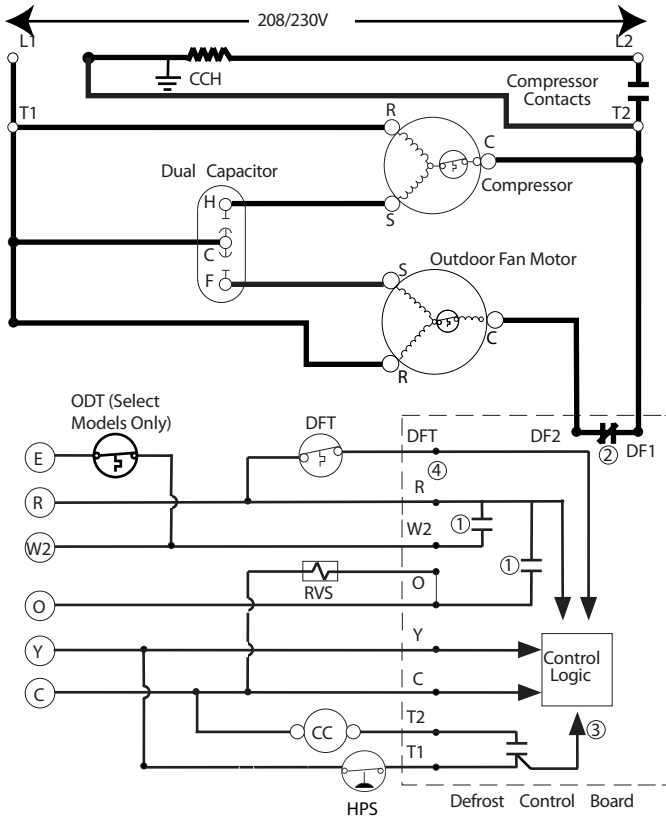 208/230V
L1
L2
CCH
Compressor
Contacts
T1
T2
R
C
Dual Capacitor
Compressor
H
S
C
Outdoor Fan Motor
F
S
C
R
ODT (Select
Models Only)
DFT
DFT
DF2
DF1
②
E
④
R
R
①
W2
W2
①
O
RVS
O
Y
Y
Control
Logic
C
C
T2
③
CC
T1
HPS
Defrost Control Board